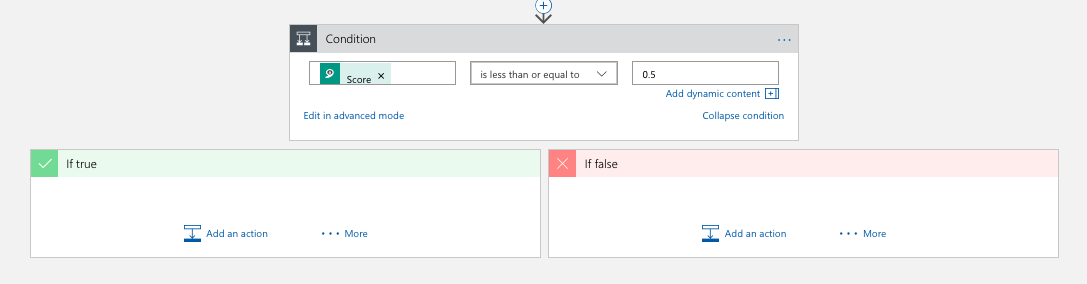 Condition
Score × is less than or equal to 0.5
Add dynamic content
Edit in advanced mode Collapse condition
If true If false
Add an action ... More Add an action ... More